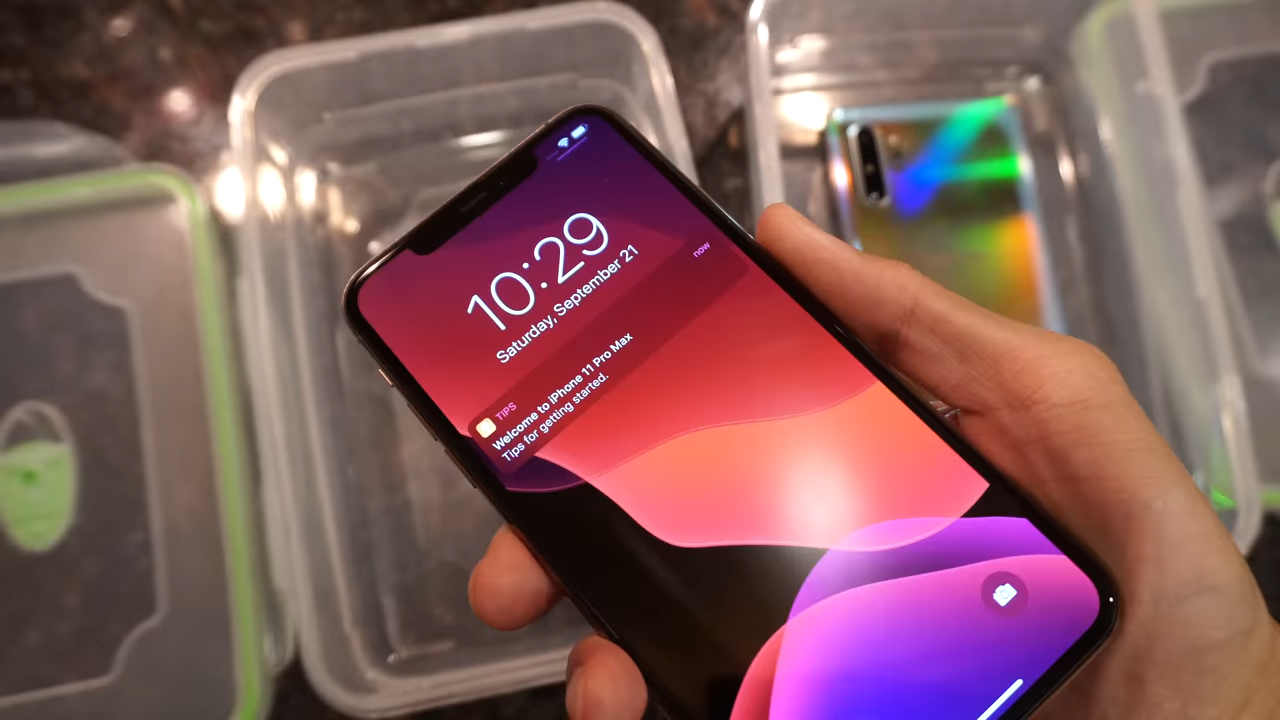 10:29
Saturday, September 21
TIPS
now
Welcome to iPhone 11 Pro Max
Tips for getting started.